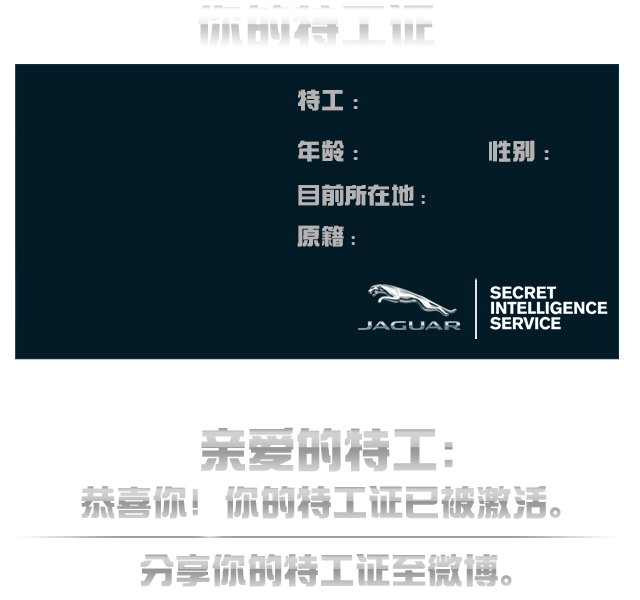 你的特工证
特工：
年龄：
性别：
目前所在地：
原籍：
JAGUAR
SECRET
INTELLIGENCE
SERVICE
亲爱的特工：
恭喜你！你的特工证已被激活。
分享你的特工证至微博。